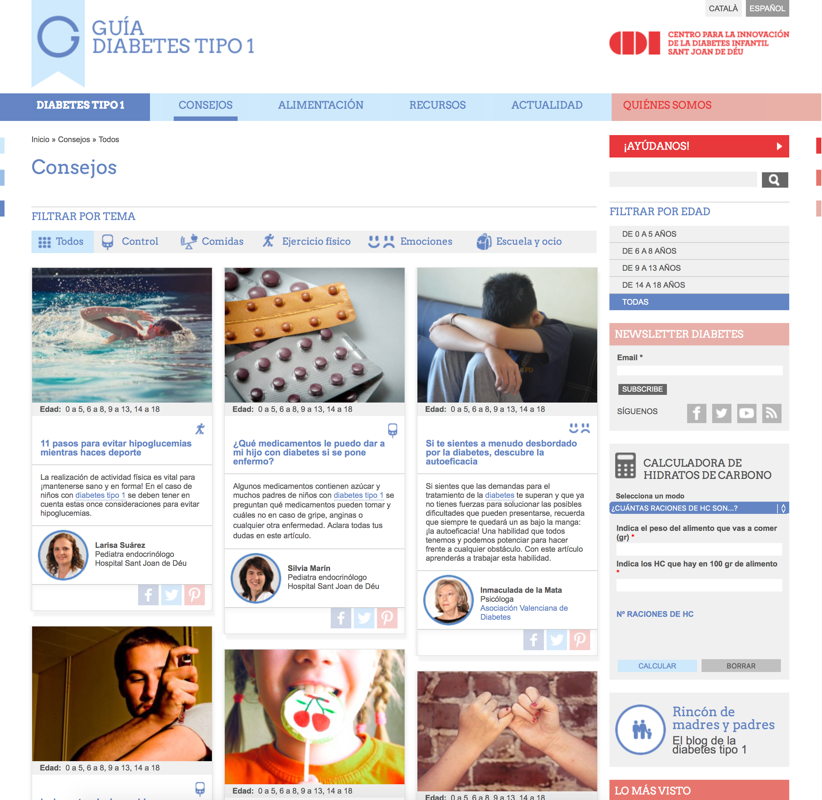 CATALÀ
ESPAÑOL
GUÍA
DIABETES TIPO 1
CENTRO PARA LA INNOVACIÓN
DE LA DIABETES INFANTIL
SANT JOAN DE DÉU
DIABETES TIPO 1
CONSEJOS
ALIMENTACIÓN
RECURSOS
ACTUALIDAD
QUIÉNES SOMOS
Inicio » Consejos » Todos
Consejos
FILTRAR POR TEMA
Todos
Control
Comidas
Ejercicio físico
Emociones
Escuela y ocio
Edad: 0 a 5, 6 a 8, 9 a 13, 14 a 18
11 pasos para evitar hipoglucemias
mientras haces deporte
La realización de actividad física es vital para
¡mantenerse sano y en forma! En el caso de
niños con diabetes tipo 1 se deben tener en
cuenta estas once consideraciones para evitar
hipoglucemias.
Larisa Suárez
Pediatra endocrinólogo
Hospital Sant Joan de Déu
Edad: 0 a 5, 6 a 8, 9 a 13, 14 a 18
¿Qué medicamentos le puedo dar a
mi hijo con diabetes si se pone
enfermo?
Algunos medicamentos contienen azúcar y
muchos padres de niños con diabetes tipo 1 se
preguntan qué medicamentos pueden tomar y
cuáles no en caso de gripe, anginas o
cualquier otra enfermedad. Aclara todas tus
dudas en este artículo.
Silvia Marín
Pediatra endocrinólogo
Hospital Sant Joan de Déu
Edad: 0 a 5, 6 a 8, 9 a 13, 14 a 18
Si te sientes a menudo desbordado
por la diabetes, descubre la
autoeficacia
Si sientes que las demandas para el
tratamiento de la diabetes te superan y que ya
no tienes fuerzas para solucionar las posibles
dificultades que pueden presentarse, recuerda
que siempre te quedará un as bajo la manga:
¡la autoeficacia! Una habilidad que todos
tenemos y podemos potenciar para hacer
frente a cualquier obstáculo. Con este artículo
aprenderás a trabajar esta habilidad.
Inmaculada de la Mata
Psicóloga
Asociación Valenciana de
Diabetes
Edad: 0 a 5, 6 a 8, 9 a 13, 14 a 18
Edad: 0 a 5, 6 a 8, 9 a 13, 14 a 18
Edad: 0 a 5, 6 a 8, 9 a 13, 14 a 18
¡AYÚDANOS!
FILTRAR POR EDAD
DE 0 A 5 AÑOS
DE 6 A 8 AÑOS
DE 9 A 13 AÑOS
DE 14 A 18 AÑOS
TODAS
NEWSLETTER DIABETES
Email *
SUBSCRIBE
SÍGUENOS
CALCULADORA DE
HIDRATOS DE CARBONO
Selecciona un modo
¿CUÁNTAS RACIONES DE HC SON...?
Indica el peso del alimento que vas a comer
(gr) *
Indica los HC que hay en 100 gr de alimento
*
Nº RACIONES DE HC
CALCULAR
BORRAR
Rincón de
madres y padres
El blog de la
diabetes tipo 1
LO MÁS VISTO